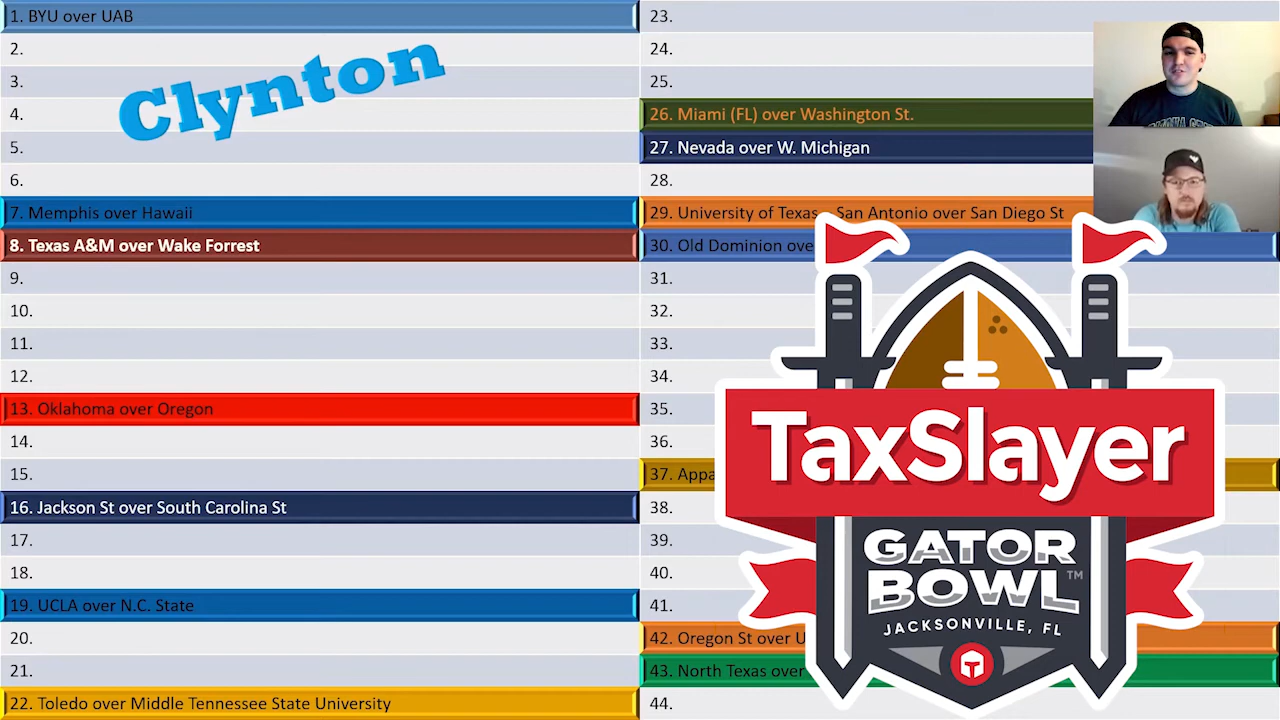 1. BYU over UAB
2.
3.
4.
5.
6.
7. Memphis over Hawaii
8. Texas A&M over Wake Forrest
9.
10.
11.
12.
13. Oklahoma over Oregon
14.
15.
16. Jackson St over South Carolina St
17.
18.
19. UCLA over N.C. State
20.
21.
22. Toledo over Middle Tennessee State University
Clynton
23.
24.
25.
26. Miami (FL) over Washington St.
27. Nevada over W. Michigan
28.
29. University of Texas - San Antonio over San Diego St
30. Old Dominion ove
31.
32.
33.
34.
35.
36.
37. Appa
38.
39.
40.
41.
42. Oregon St over U
43. North Texas over
44.
TaxSlayer
GATOR
BOWL™
JACKSONVILLE, FL